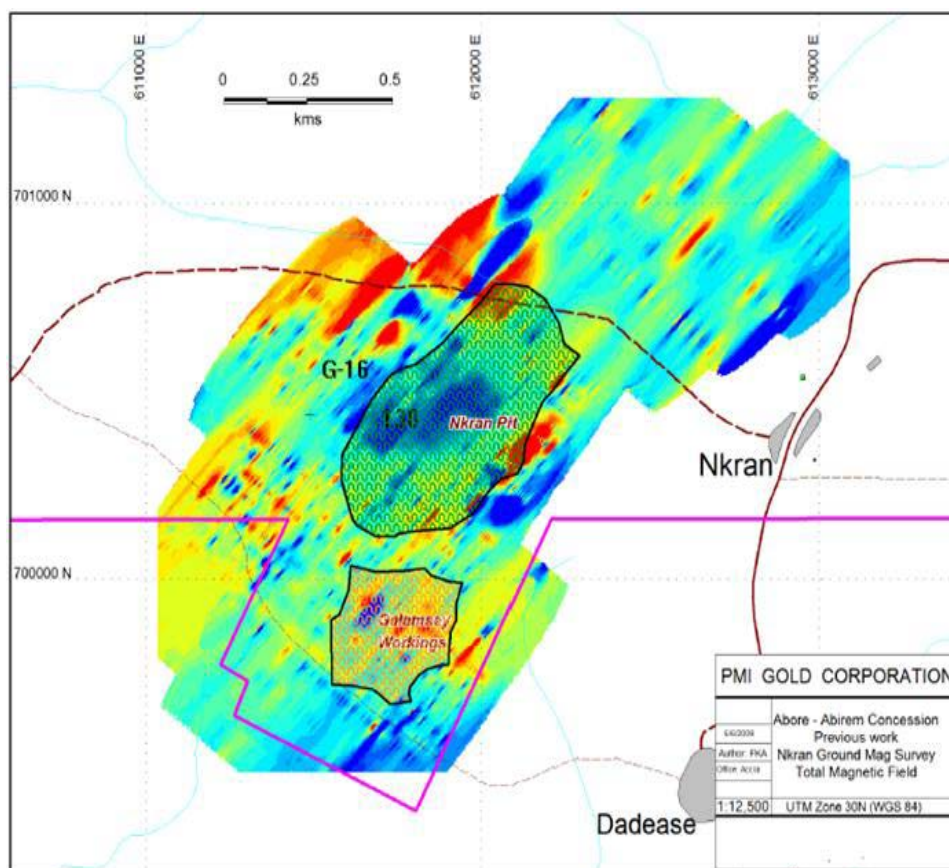 611000 E
612000 E
613000 E
0 0.25 0.5
kms
701000 N
G-16
Nkran Pit
Nkran
700000 N
Galamsey
Workings
Dadease
PMI GOLD CORPORATION
Abore - Abirem Concession
Previous work
Author: PKA
Nkran Ground Mag Survey
Total Magnetic Field
1:12,500
UTM Zone 30N (WGS 84)